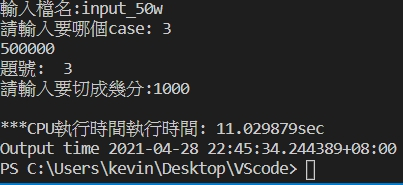 輸入檔名:input_50w
請輸入要哪個case: 3
500000
題號:  3
請輸入要切成幾分:1000
***CPU執行時間執行時間: 11.029879sec
Output time 2021-04-28 22:45:34.244389+08:00
PS C:\Users\kevin\Desktop\VScode>